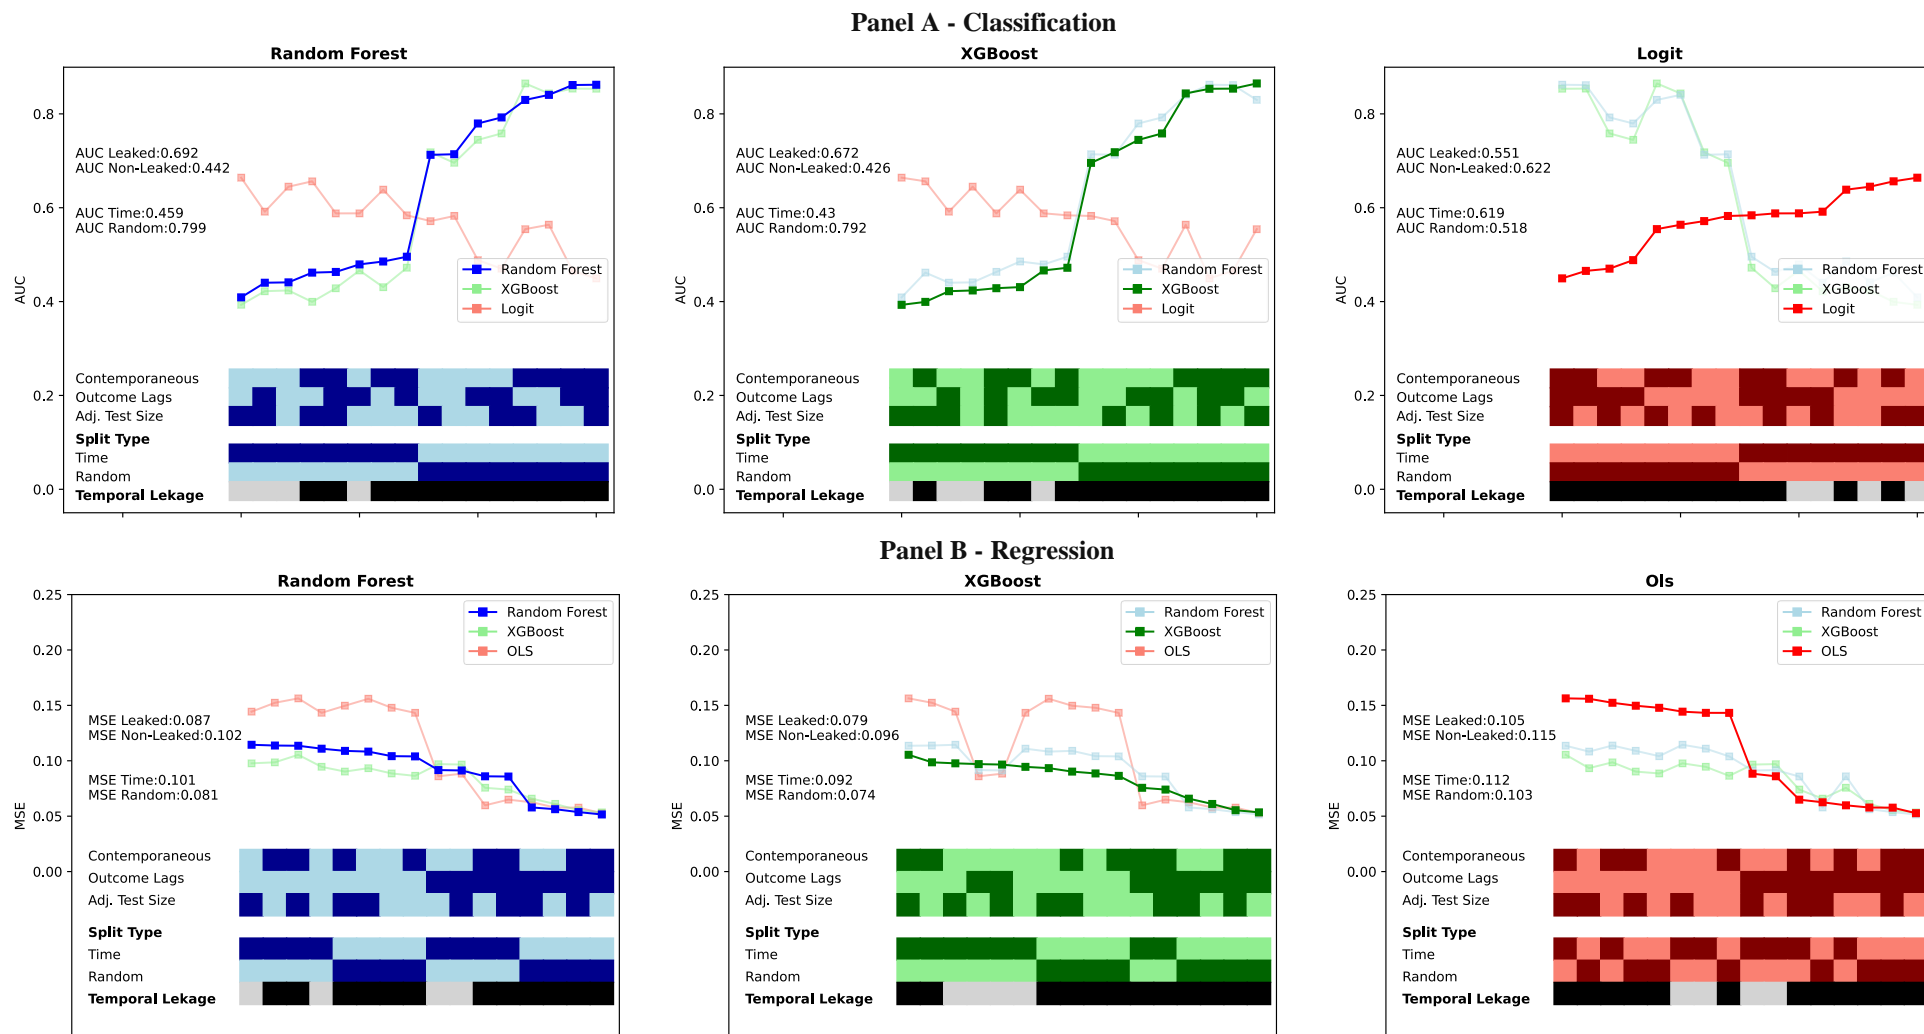 Panel A - Classification
Random Forest
0.8
0.6
0.4
0.2
0.0
AUC
AUC Leaked:0.692
AUC Non-Leaked:0.442
AUC Time:0.459
AUC Random:0.799
Random Forest
XGBoost
Logit
Contemporaneous
Outcome Lags
Adj. Test Size
Split Type
Time
Random
Temporal Lekage
XGBoost
0.8
0.6
0.4
0.2
0.0
AUC
AUC Leaked:0.672
AUC Non-Leaked:0.426
AUC Time:0.43
AUC Random:0.792
Random Forest
XGBoost
Logit
Contemporaneous
Outcome Lags
Adj. Test Size
Split Type
Time
Random
Temporal Lekage
Logit
0.8
0.6
0.4
0.2
0.0
AUC
AUC Leaked:0.551
AUC Non-Leaked:0.622
AUC Time:0.619
AUC Random:0.518
Random Forest
XGBoost
Logit
Contemporaneous
Outcome Lags
Adj. Test Size
Split Type
Time
Random
Temporal Lekage
Panel B - Regression
Random Forest
0.25
0.20
0.15
0.10
0.05
0.00
MSE
Random Forest
XGBoost
OLS
MSE Leaked:0.087
MSE Non-Leaked:0.102
MSE Time:0.101
MSE Random:0.081
Contemporaneous
Outcome Lags
Adj. Test Size
Split Type
Time
Random
Temporal Lekage
XGBoost
0.25
0.20
0.15
0.10
0.05
0.00
MSE
Random Forest
XGBoost
OLS
MSE Leaked:0.079
MSE Non-Leaked:0.096
MSE Time:0.092
MSE Random:0.074
Contemporaneous
Outcome Lags
Adj. Test Size
Split Type
Time
Random
Temporal Lekage
Ols
0.25
0.20
0.15
0.10
0.05
0.00
MSE
Random Forest
XGBoost
OLS
MSE Leaked:0.105
MSE Non-Leaked:0.115
MSE Time:0.112
MSE Random:0.103
Contemporaneous
Outcome Lags
Adj. Test Size
Split Type
Time
Random
Temporal Lekage